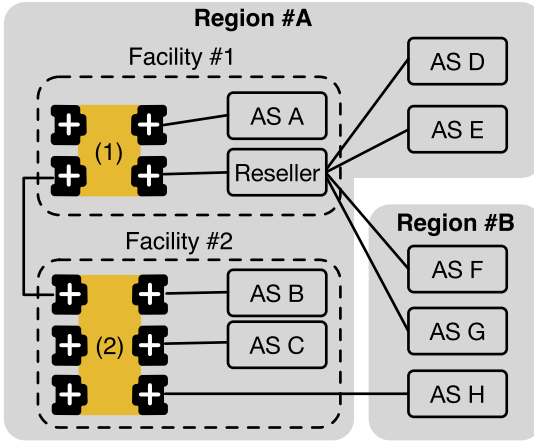 Region #A
Facility #1
AS D
AS A
AS E
(1)
Reseller
Region #B
Facility #2
AS F
AS B
AS G
(2)
AS C
AS H